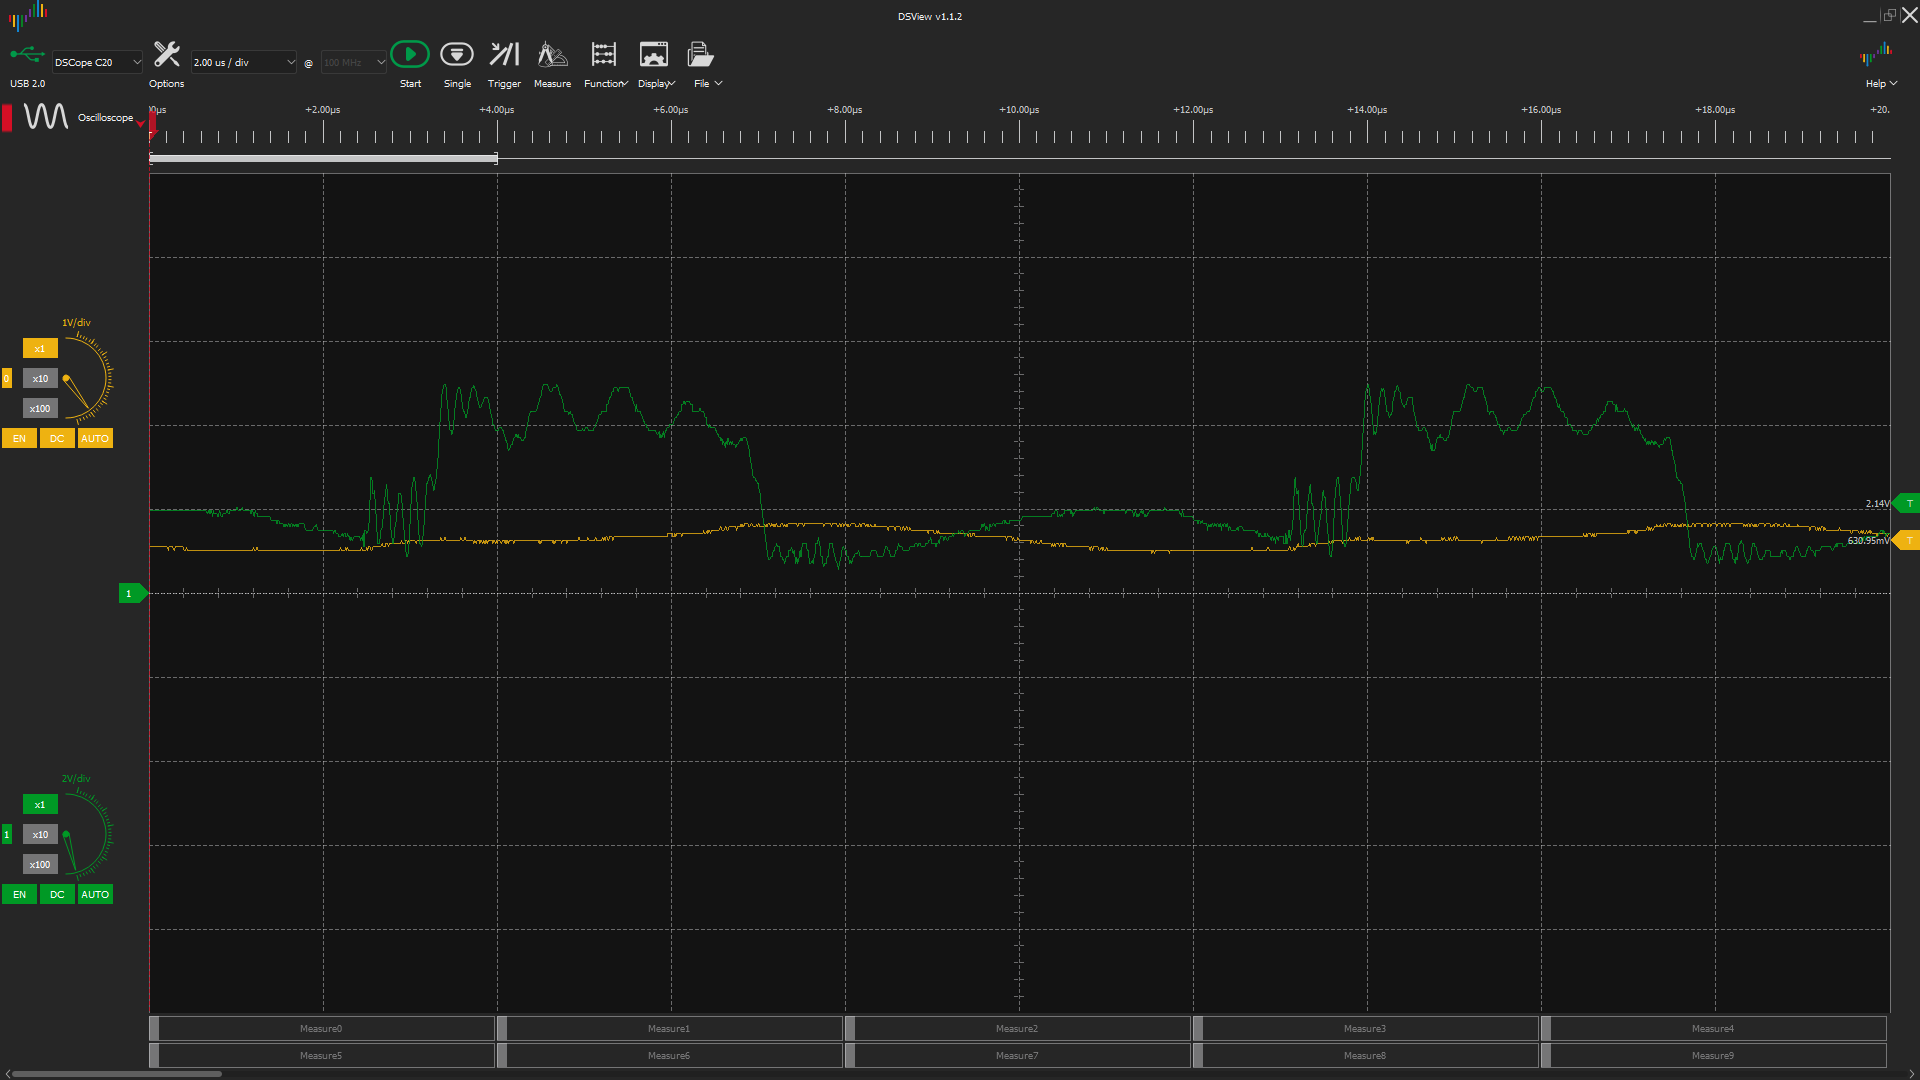 DSView v1.1.2
USB 2.0
DSCope C20
Options
2.00 us / div
@
100 MHz
Start
Single
Trigger
Measure
Function
Display
File
Help
Oscilloscope
0µs +2.00µs +4.00µs +6.00µs +8.00µs +10.00µs +12.00µs +14.00µs +16.00µs +18.00µs +20.
1V/div
x1
0 x10
x100
EN DC AUTO
2.14V T
630.95mV T
1
2V/div
x1
1 x10
x100
EN DC AUTO
Measure0 Measure1 Measure2 Measure3 Measure4
Measure5 Measure6 Measure7 Measure8 Measure9